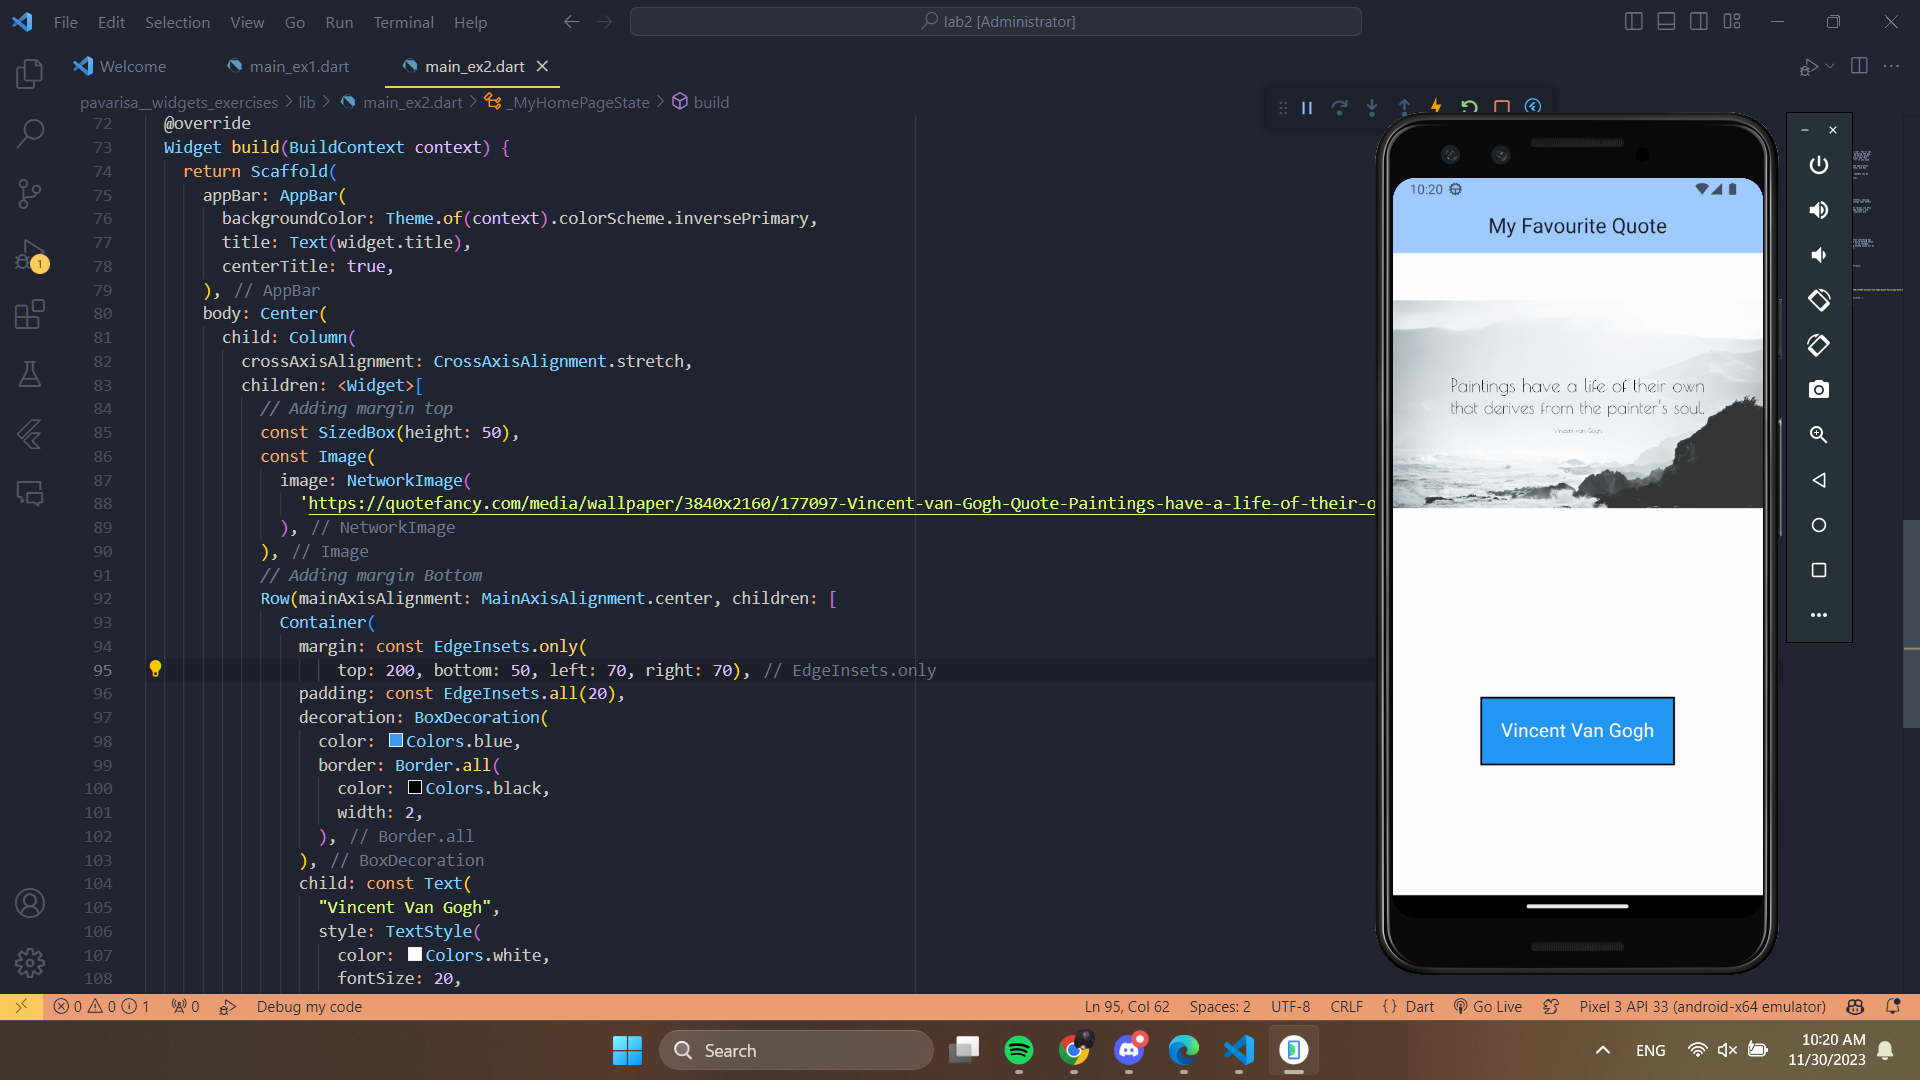 File Edit Selection View Go Run Terminal Help
lab2 [Administrator]
Welcome main_ex1.dart main_ex2.dart
pavarisa__widgets_exercises > lib > main_ex2.dart > _MyHomePageState > build
72 @override
73 Widget build(BuildContext context) {
74 return Scaffold(
75 appBar: AppBar(
76 backgroundColor: Theme.of(context).colorScheme.inversePrimary,
77 title: Text(widget.title),
78 centerTitle: true,
79 ), // AppBar
80 body: Center(
81 child: Column(
82 crossAxisAlignment: CrossAxisAlignment.stretch,
83 children: <Widget>[
84 // Adding margin top
85 const SizedBox(height: 50),
86 const Image(
87 image: NetworkImage(
88 'https://quotefancy.com/media/wallpaper/3840x2160/177097-Vincent-van-Gogh-Quote-Paintings-have-a-life-of-their-o
89 ), // NetworkImage
90 ), // Image
91 // Adding margin Bottom
92 Row(mainAxisAlignment: MainAxisAlignment.center, children: [
93 Container(
94 margin: const EdgeInsets.only(
95 top: 200, bottom: 50, left: 70, right: 70), // EdgeInsets.only
96 padding: const EdgeInsets.all(20),
97 decoration: BoxDecoration(
98 color: Colors.blue,
99 border: Border.all(
100 color: Colors.black,
101 width: 2,
102 ), // Border.all
103 ), // BoxDecoration
104 child: const Text(
105 "Vincent Van Gogh",
106 style: TextStyle(
107 color: Colors.white,
108 fontSize: 20,
1
10:20
My Favourite Quote
Paintings have a life of their own
that derives from the painter's soul.
Vincent van Gogh
Vincent Van Gogh
0 0 1 0 Debug my code
Ln 95, Col 62 Spaces: 2 UTF-8 CRLF { } Dart Go Live Pixel 3 API 33 (android-x64 emulator)
Search
ENG
10:20 AM
11/30/2023